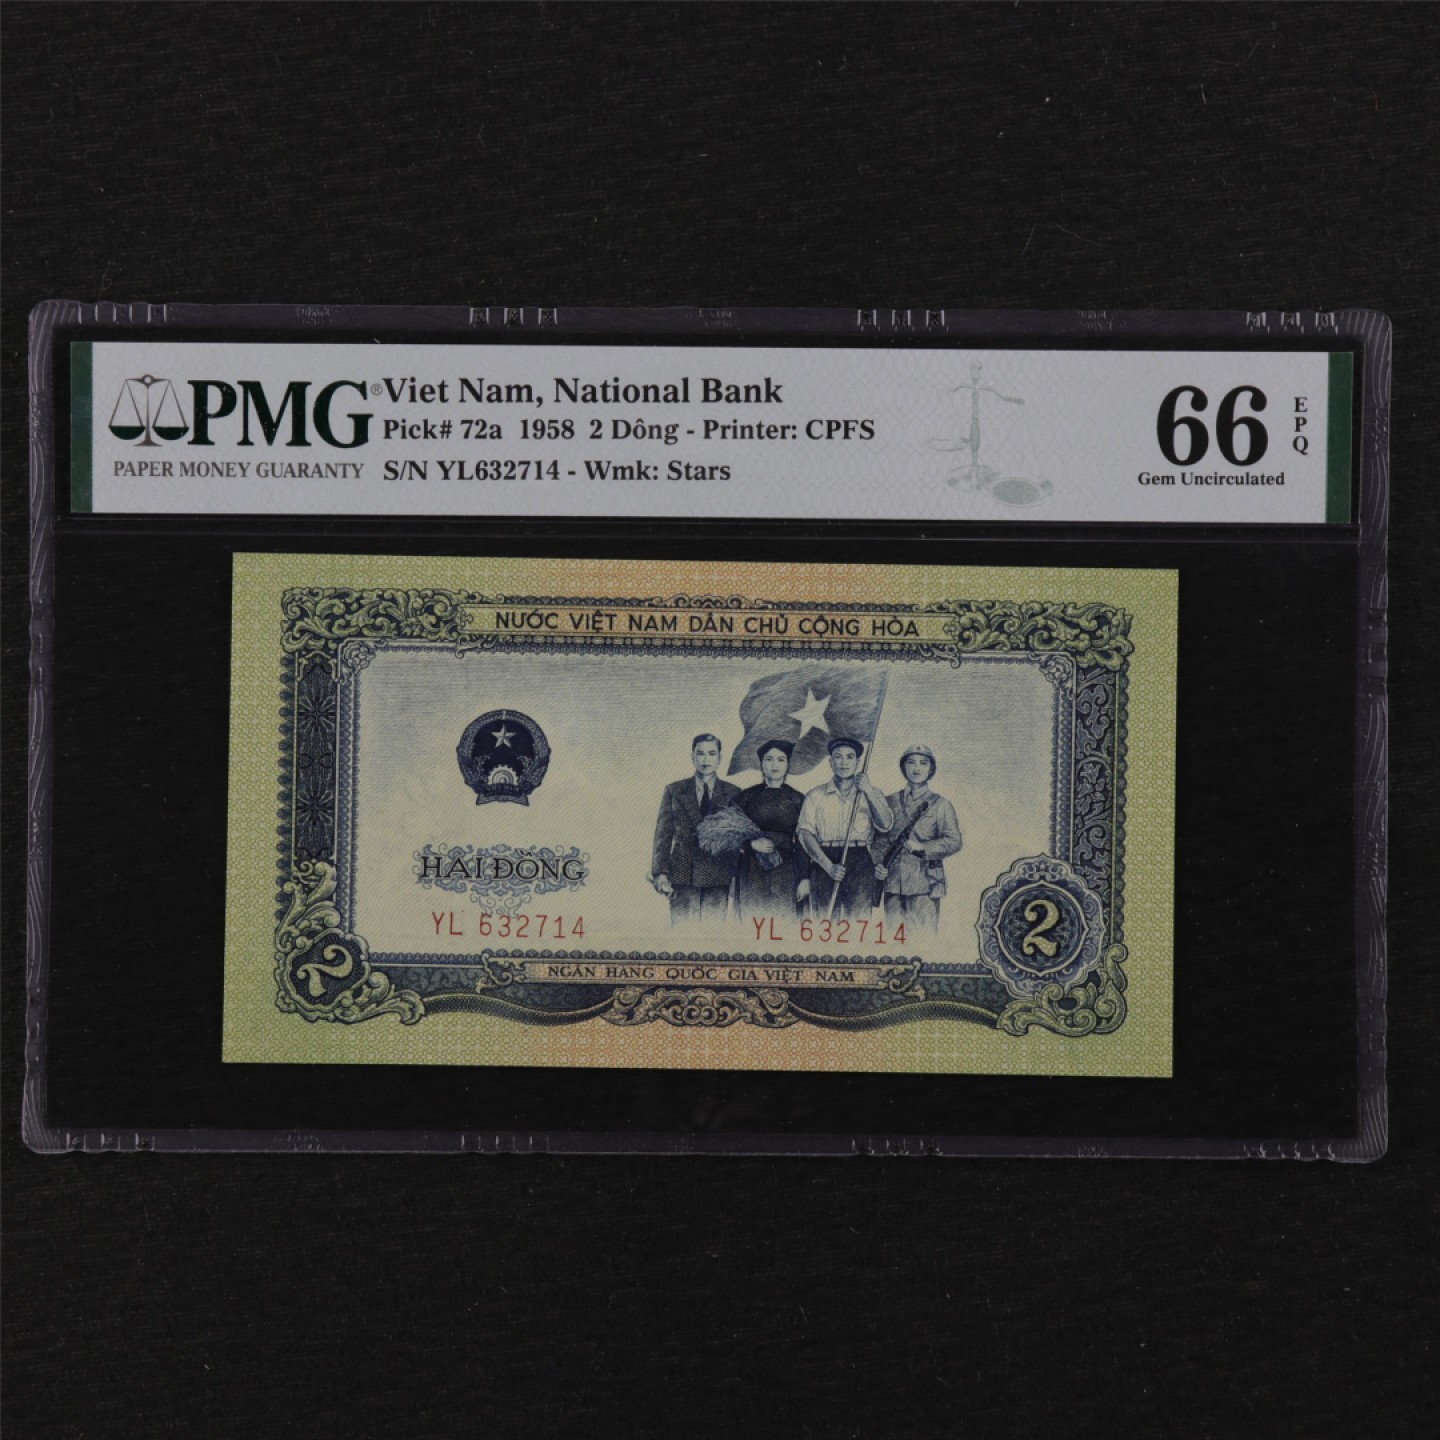 PMG®
PAPER MONEY GUARANTY
Viet Nam, National Bank
Pick# 72a 1958 2 Dông - Printer: CPFS
S/N YL632714 - Wmk: Stars
66
EPQ
Gem Uncirculated
NƯỚC VIỆT NAM DÂN CHỦ CỘNG HÒA
HAI ĐỒNG
YL 632714
YL 632714
2
2
NGÂN HÀNG QUỐC GIA VIỆT NAM